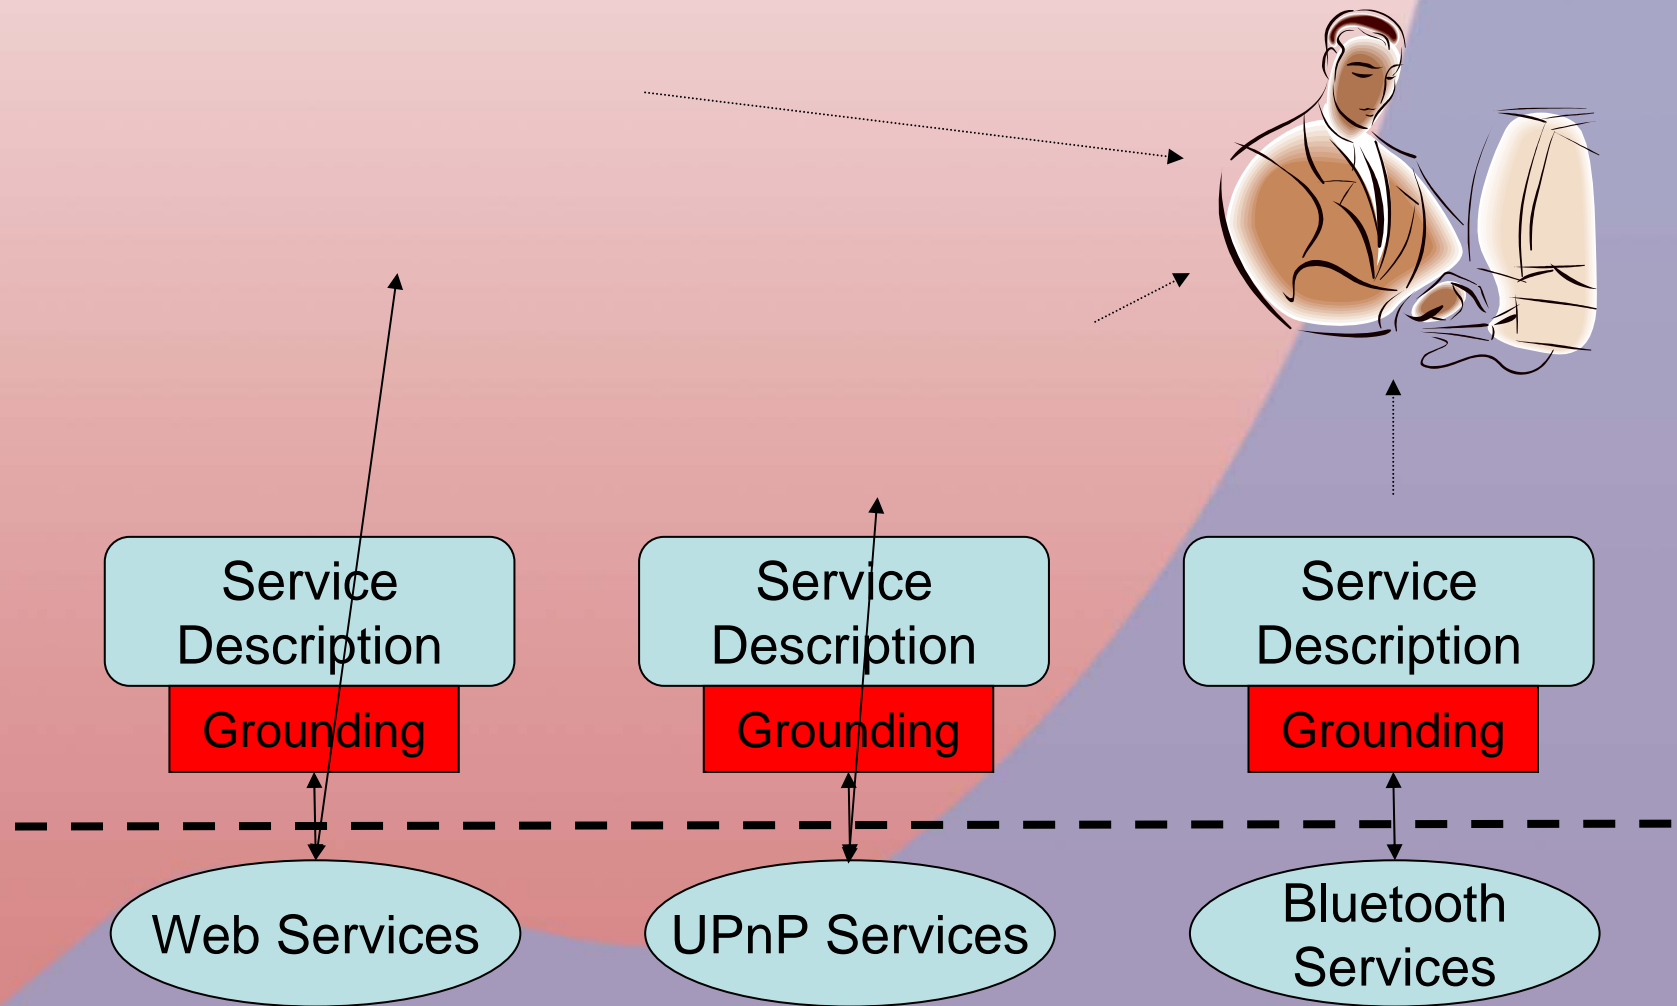 Service
Description
Grounding
Service
Description
Grounding
Service
Description
Grounding
Web Services
UPnP Services
Bluetooth
Services